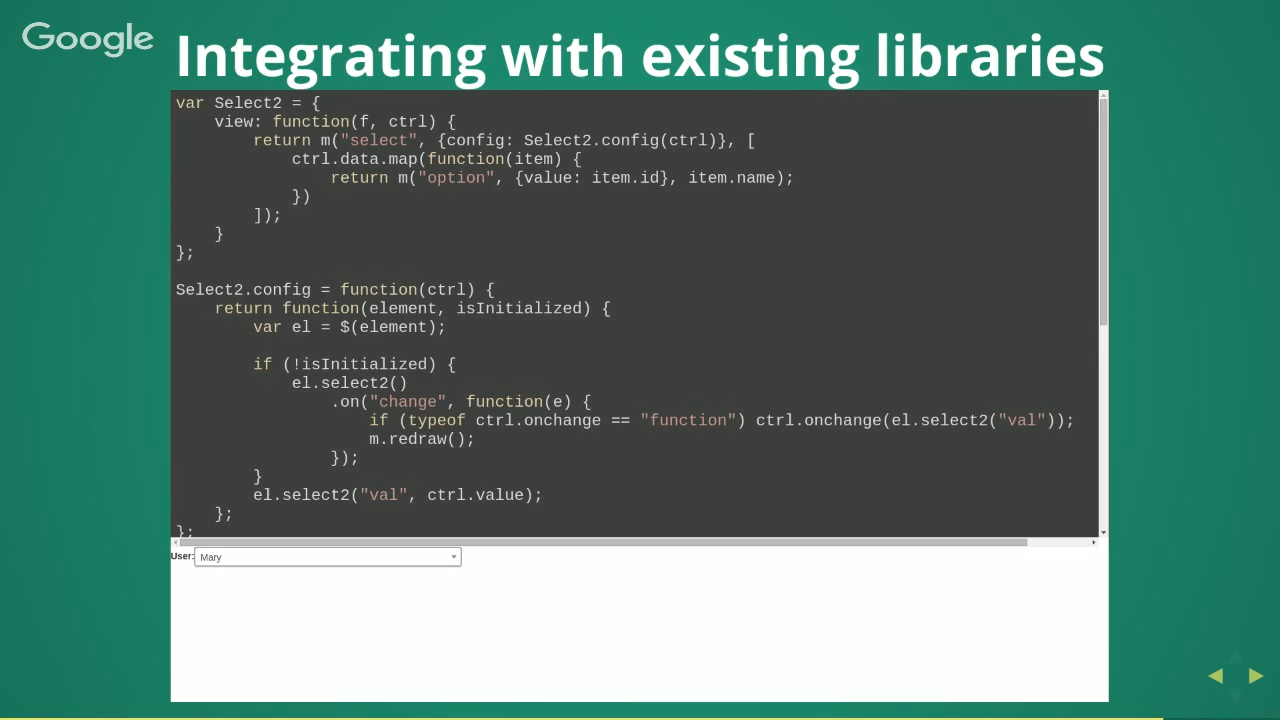 Google
Integrating with existing libraries
var Select2 = {
    view: function(f, ctrl) {
        return m("select", {config: Select2.config(ctrl)}, [
            ctrl.data.map(function(item) {
                return m("option", {value: item.id}, item.name);
            })
        ]);
    }
};
Select2.config = function(ctrl) {
    return function(element, isInitialized) {
        var el = $(element);
        if (!isInitialized) {
            el.select2()
                .on("change", function(e) {
                    if (typeof ctrl.onchange == "function") ctrl.onchange(el.select2("val"));
                    m.redraw();
                });
        }
        el.select2("val", ctrl.value);
    };
};
User: Mary